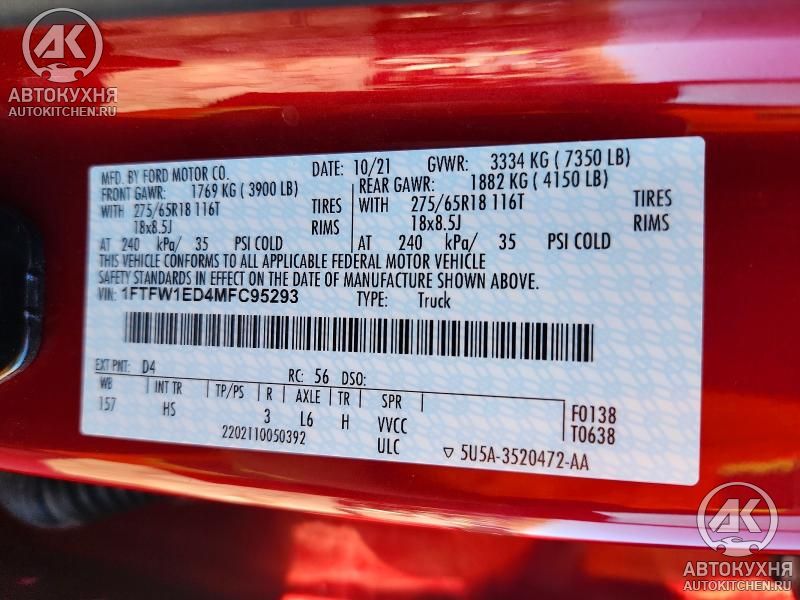 АК
АВТОКУХНЯ
AUTOKITCHEN.RU
MFD. BY FORD MOTOR CO. DATE: 10/21 GVWR: 3334 KG ( 7350 LB)
FRONT GAWR: 1769 KG ( 3900 LB) REAR GAWR: 1882 KG ( 4150 LB)
WITH 275/65R18 116T TIRES WITH 275/65R18 116T TIRES
18x8.5J RIMS 18x8.5J RIMS
AT 240 kPa/ 35 PSI COLD AT 240 kPa/ 35 PSI COLD
THIS VEHICLE CONFORMS TO ALL APPLICABLE FEDERAL MOTOR VEHICLE
SAFETY STANDARDS IN EFFECT ON THE DATE OF MANUFACTURE SHOWN ABOVE.
VIN: 1FTFW1ED4MFC95293 TYPE: Truck
EXT PNT: D4 RC: 56 DSO:
WB INT TR TP/PS R AXLE TR SPR
157 HS 3 L6 H VVCC F0138
2202110050392 ULC T0638
5U5A-3520472-AA
АК
АВТОКУХНЯ
AUTOKITCHEN.RU